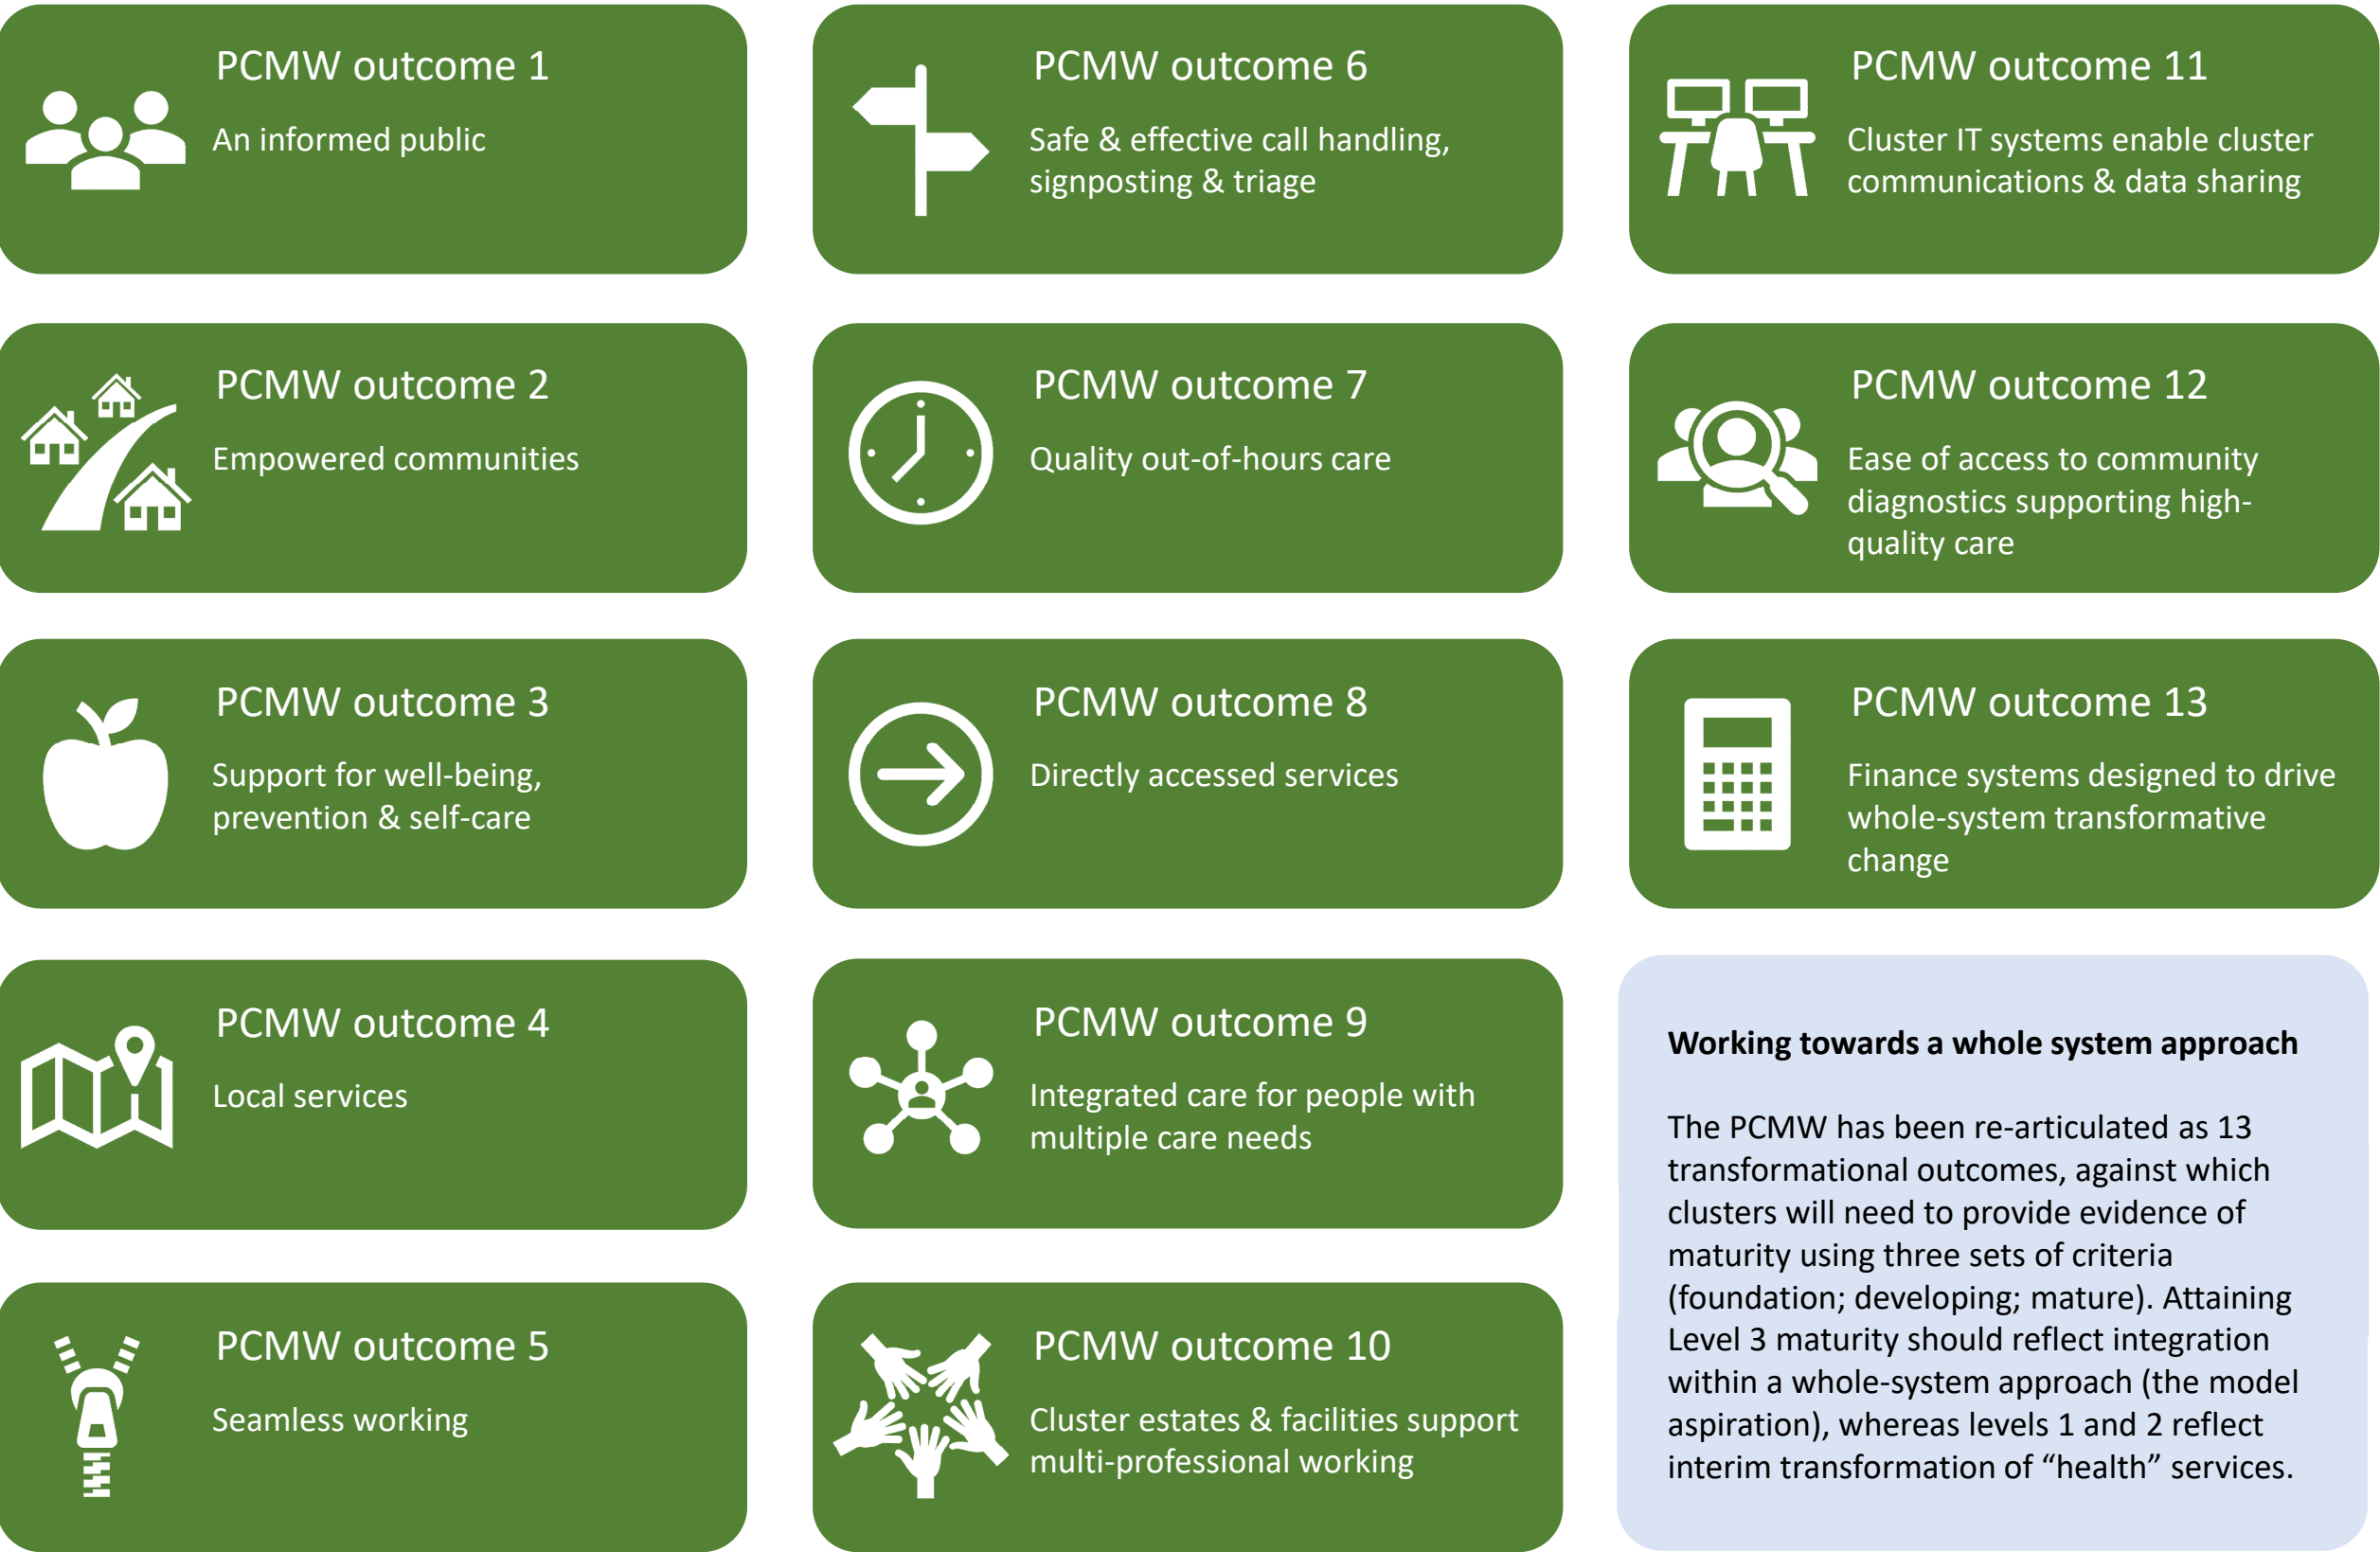 PCMW outcome 1
An informed public
PCMW outcome 2
Empowered communities
PCMW outcome 3
Support for well-being,
prevention & self-care
PCMW outcome 4
Local services
PCMW outcome 5
Seamless working
PCMW outcome 6
Safe & effective call handling,
signposting & triage
PCMW outcome 7
Quality out-of-hours care
PCMW outcome 8
Directly accessed services
PCMW outcome 9
Integrated care for people with
multiple care needs
PCMW outcome 10
Cluster estates & facilities support
multi-professional working
PCMW outcome 11
Cluster IT systems enable cluster
communications & data sharing
PCMW outcome 12
Ease of access to community
diagnostics supporting high-
quality care
PCMW outcome 13
Finance systems designed to drive
whole-system transformative
change
Working towards a whole system approach
The PCMW has been re-articulated as 13
transformational outcomes, against which
clusters will need to provide evidence of
maturity using three sets of criteria
(foundation; developing; mature). Attaining
Level 3 maturity should reflect integration
within a whole-system approach (the model
aspiration), whereas levels 1 and 2 reflect
interim transformation of “health” services.